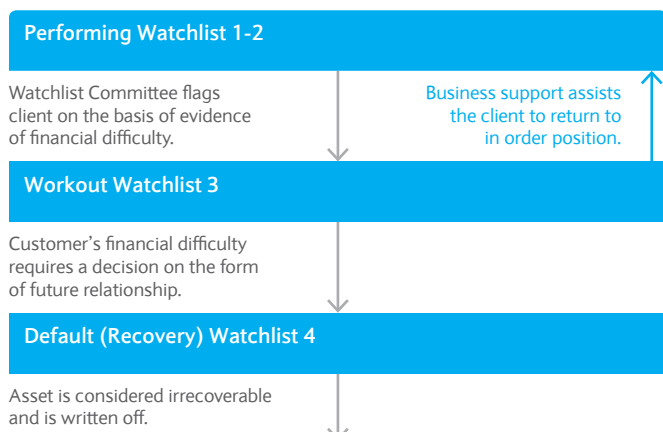 Performing Watchlist 1-2
Watchlist Committee flags
client on the basis of evidence
of financial difficulty.
Business support assists
the client to return to
in order position.
Workout Watchlist 3
Customer’s financial difficulty
requires a decision on the form
of future relationship.
Default (Recovery) Watchlist 4
Asset is considered irrecoverable
and is written off.